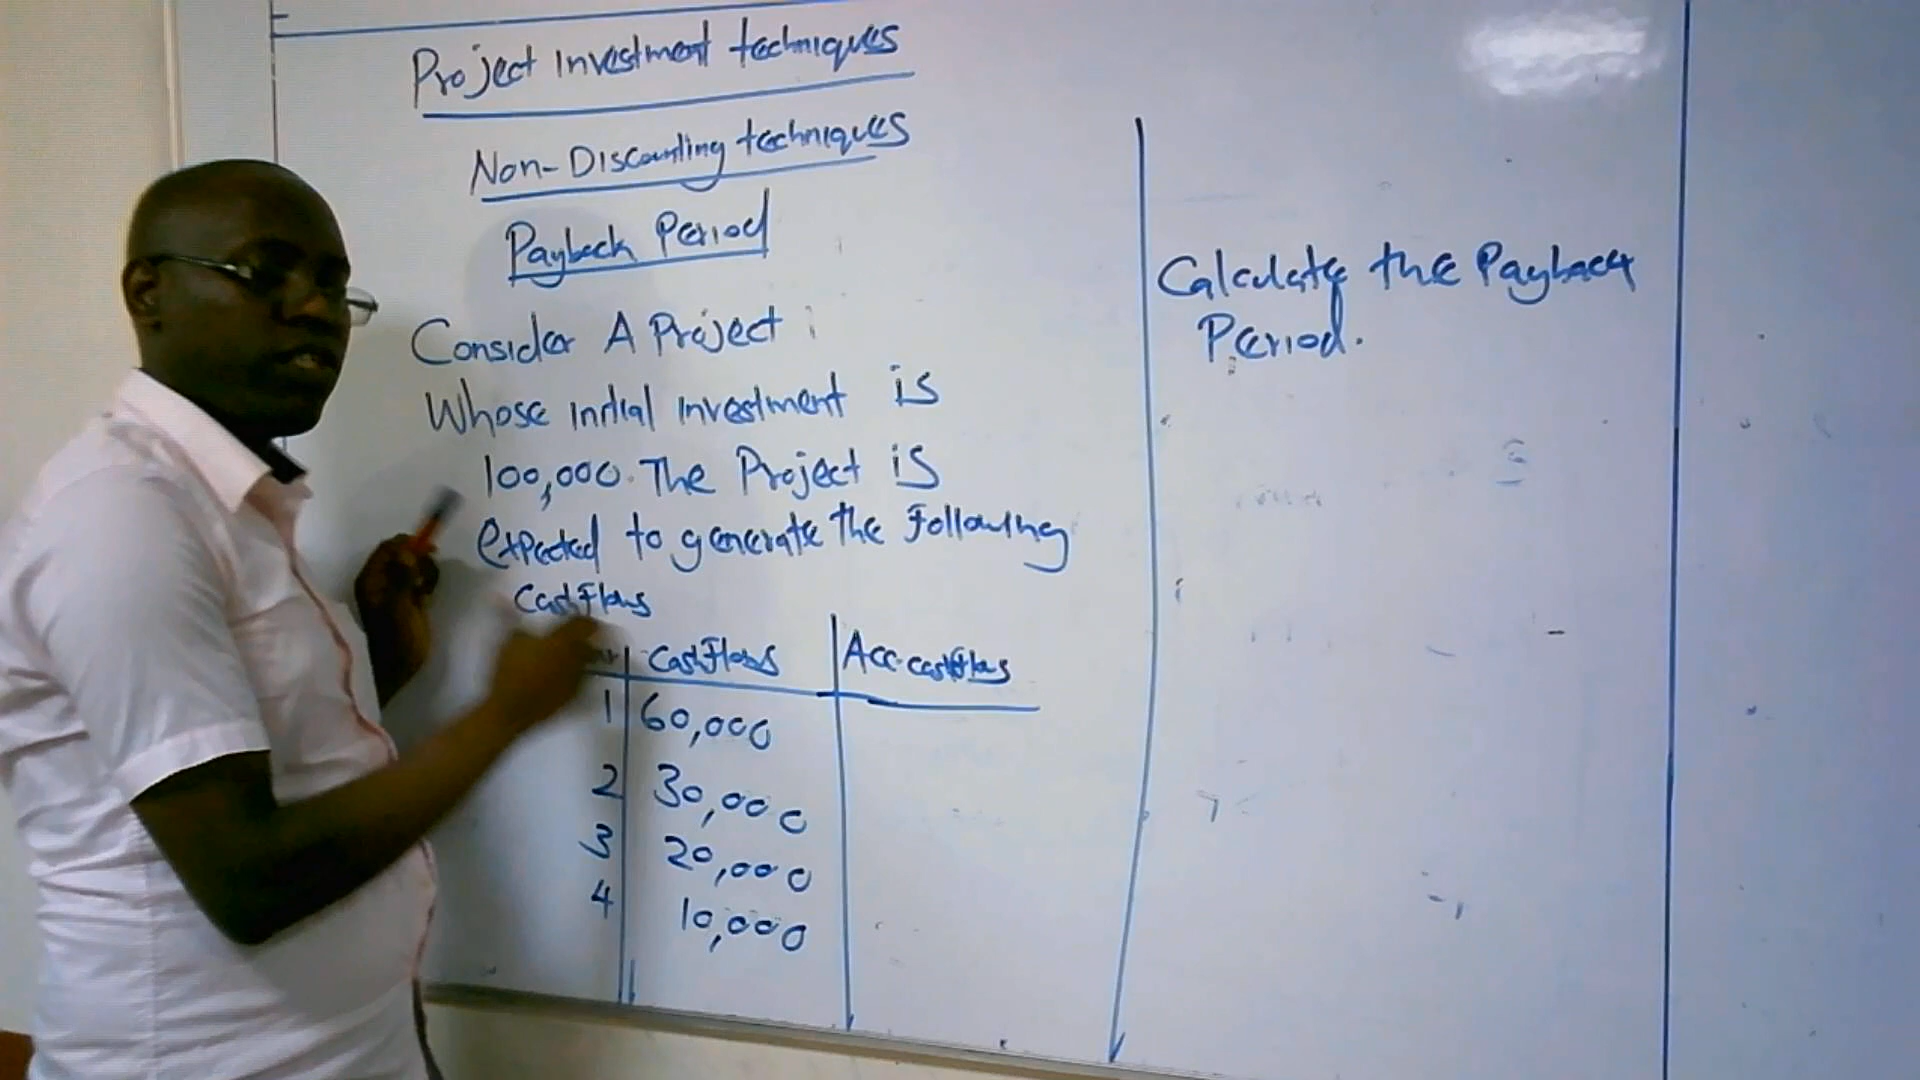 Project Investment techniques
Non-Discounting techniques
Payback Period
Consider A Project
Whose initial investment is
100,000. The Project is
expected to generate the following
Cashflows
Cashflows Acc. cashflows
1 60,000
2 30,000
3 20,000
4 10,000
Calculate the Payback
Period.